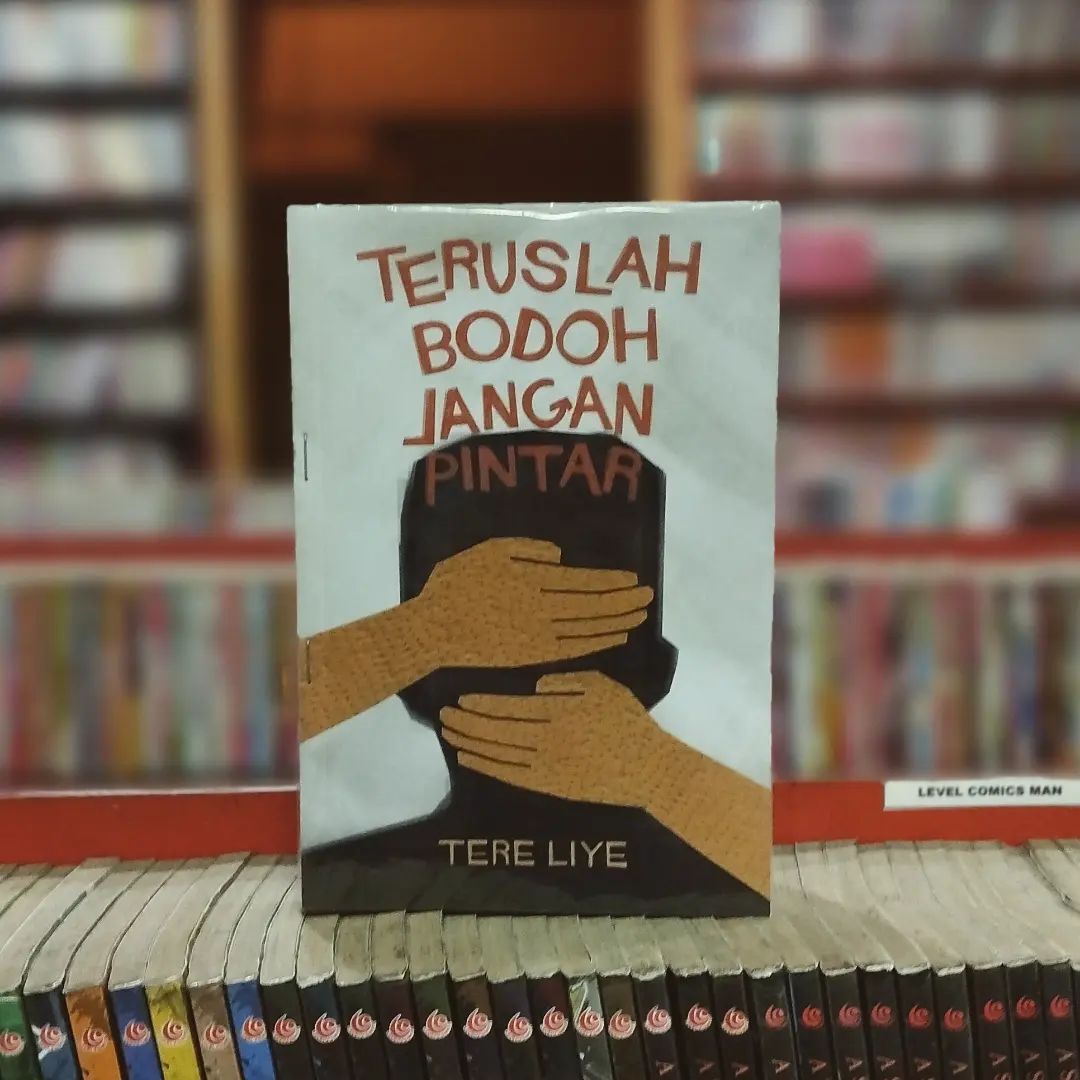 TERUSLAH
BODOH
JANGAN
PINTAR
TERE LIYE
LEVEL COMICS MAN